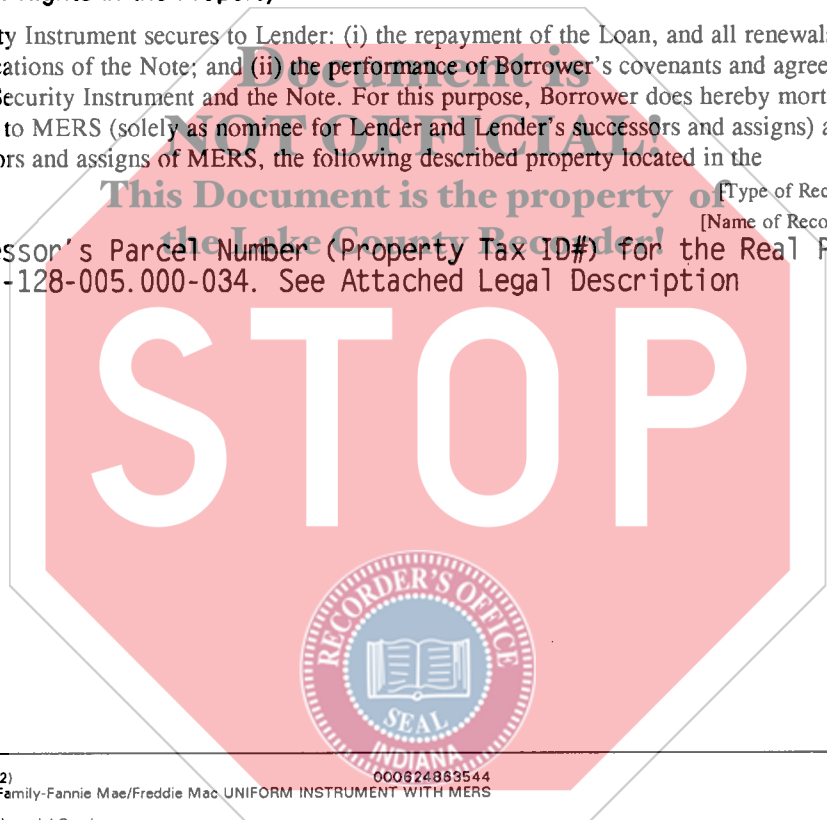 Rights in the Property
ty Instrument secures to Lender: (i) the repayment of the Loan, and all renewal
cations of the Note; and (ii) the performance of Borrower's covenants and agree
Security Instrument and the Note. For this purpose, Borrower does hereby mort
to MERS (solely as nominee for Lender and Lender's successors and assigns) a
ors and assigns of MERS, the following described property located in the
Document is
NOT OFFICIAL!
This Document is the property of
the Lake County Recorder!
[Type of Rec
[Name of Reco
essor's Parcel Number (Property Tax ID#) for the Real P
-128-005.000-034. See Attached Legal Description
STOP
RECORDER'S OFFICE
SEAL
INDIANA
2)
000624863544
Family-Fannie Mae/Freddie Mac UNIFORM INSTRUMENT WITH MERS